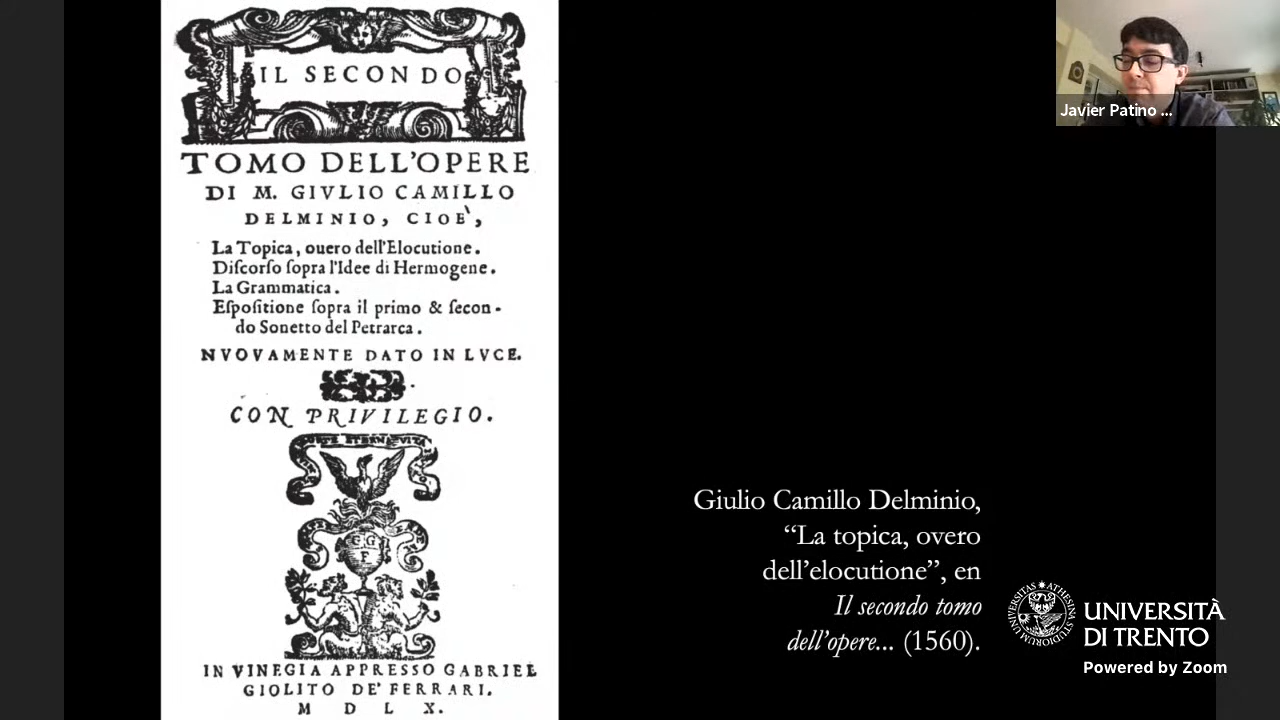 IL SECONDO
TOMO DELL'OPERE
DI M. GIVLIO CAMILLO
DELMINIO, CIOE`,
La Topica, ouero dell'Elocutione.
Diſcorſo ſopra l'Idee di Hermogene.
La Grammatica.
Eſpoſitione ſopra il primo & ſecon-
do Sonetto del Petrarca.
NVOVAMENTE DATO IN LVCE.
CON PRIVILEGIO.
G G
F
IN VINEGIA APPRESSO GABRIEL
GIOLITO DE' FERRARI.
M D L X.
Giulio Camillo Delminio,
“La topica, overo
dell’elocutione”, en
Il secondo tomo
dell’opere... (1560).
Javier Patino ...
UNIVERSITÀ
DI TRENTO
Powered by Zoom